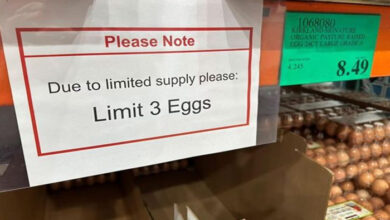 Please Note
Due to limited supply please:
Limit 3 Eggs
1068080
KIRKLAND SIGNATURE
ORGANIC PASTURE RAISED
EGG 24CT LARGE GRADE A
4.245
8.49